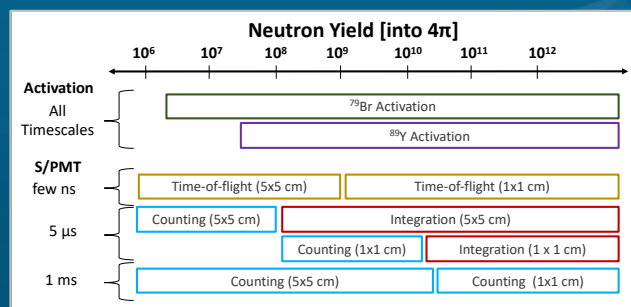 Neutron Yield [into 4π]
10⁶ 10⁷ 10⁸ 10⁹ 10¹⁰ 10¹¹ 10¹²
Activation
All
Timescales
⁷⁹Br Activation
⁸⁹Y Activation
S/PMT
few ns
Time-of-flight (5x5 cm) Time-of-flight (1x1 cm)
5 µs
Counting (5x5 cm) Integration (5x5 cm)
Counting (1x1 cm) Integration (1 x 1 cm)
1 ms
Counting (5x5 cm) Counting (1x1 cm)